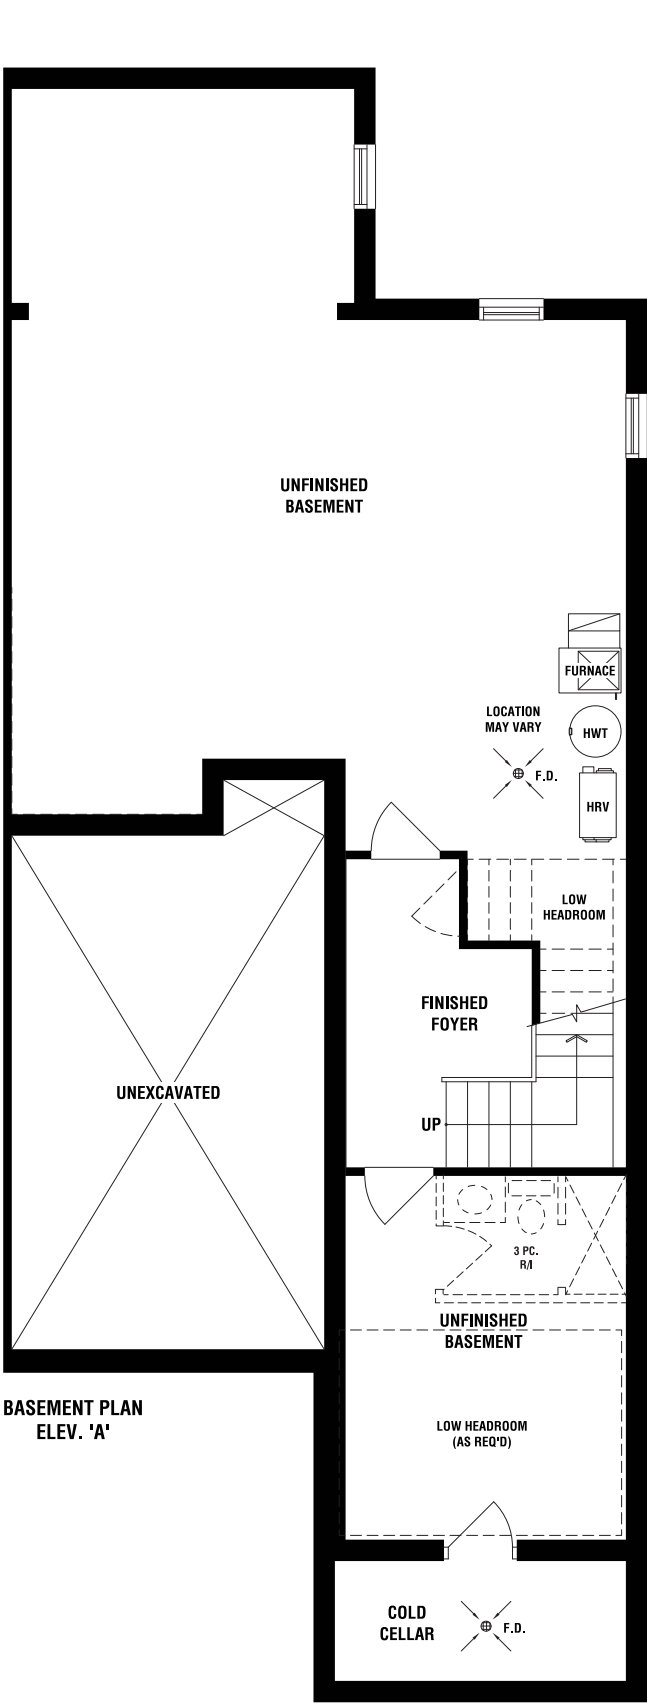 UNFINISHED
BASEMENT
FURNACE
LOCATION
MAY VARY
HWT
F.D.
HRV
LOW
HEADROOM
FINISHED
FOYER
UNEXCAVATED
UP
3 PC.
R/I
UNFINISHED
BASEMENT
BASEMENT PLAN
ELEV. 'A'
LOW HEADROOM
(AS REQ'D)
COLD
CELLAR
F.D.